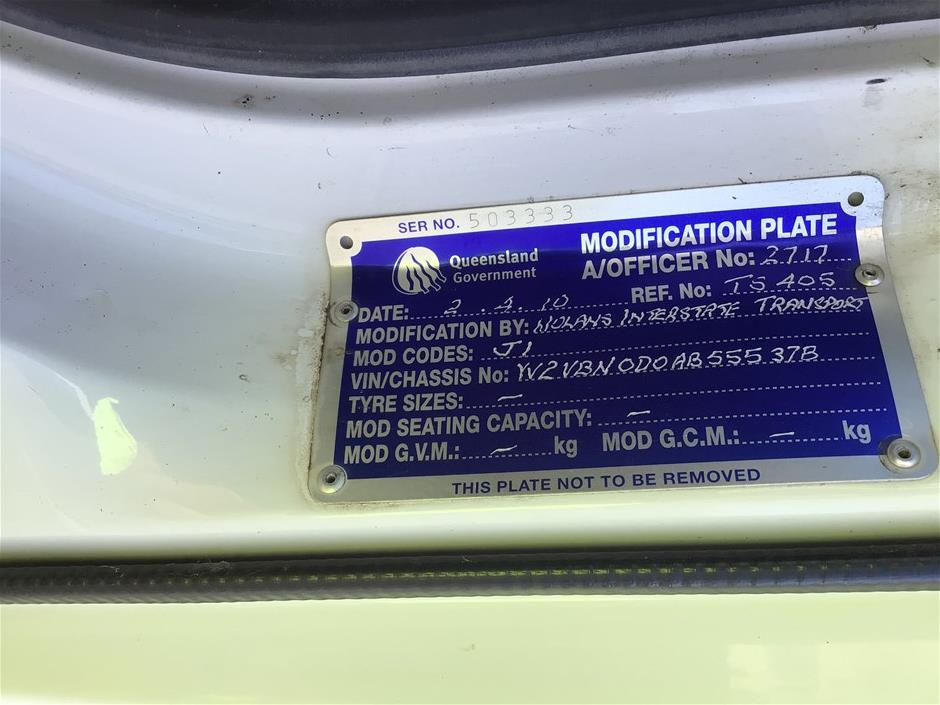 SER NO. 503333
Queensland Government
MODIFICATION PLATE
A/OFFICER No: 2717
DATE: 2.4.10 REF. No: TS 405
MODIFICATION BY: NOLANS INTERSTATE TRANSPORT
MOD CODES: J1
VIN/CHASSIS No: YV2VBN0D0AB55537B
TYRE SIZES: –
MOD SEATING CAPACITY: –
MOD G.V.M.: – kg MOD G.C.M.: – kg
THIS PLATE NOT TO BE REMOVED